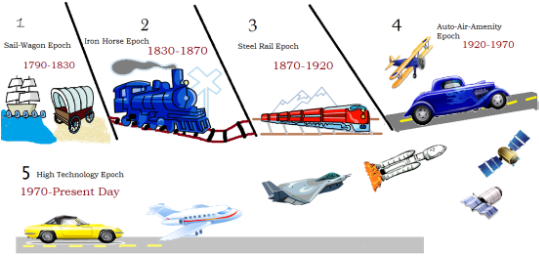 1
Sail-Wagon Epoch
1790-1830
2
Iron Horse Epoch
1830-1870
3
Steel Rail Epoch
1870-1920
4
Auto-Air-Amenity
Epoch
1920-1970
5 High Technology Epoch
1970-Present Day